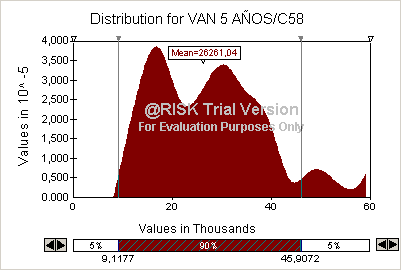 Distribution for VAN 5 AÑOS/C58
Mean=26261,04
Values in 10^ -5
4,000
3,500
3,000
2,500
2,000
1,500
1,000
0,500
0,000
@RISK Trial Version
For Evaluation Purposes Only
0 20 40 60
Values in Thousands
5% 90% 5%
9,1177 45,9072